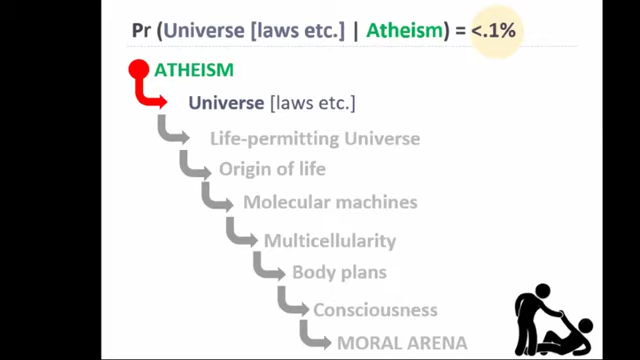 Pr (Universe [laws etc.] | Atheism) = <.1%
ATHEISM
Universe [laws etc.]
Life-permitting Universe
Origin of life
Molecular machines
Multicellularity
Body plans
Consciousness
MORAL ARENA